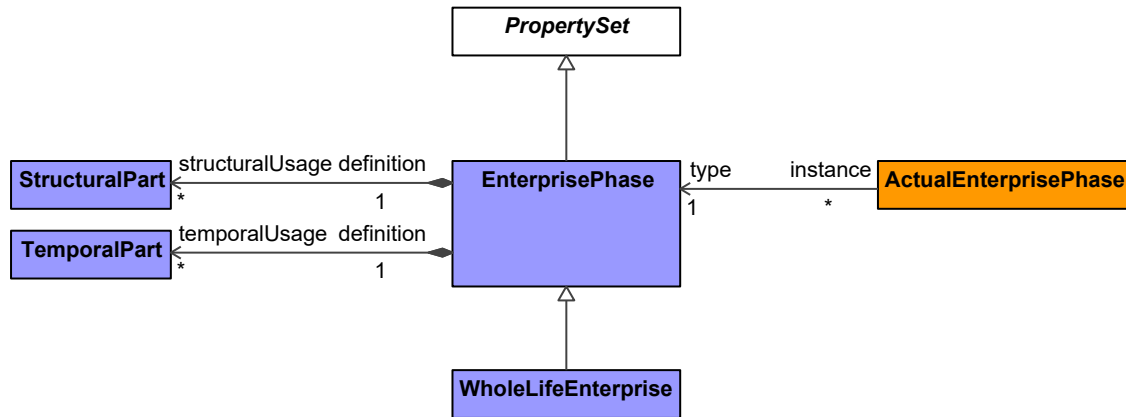 PropertySet
structuralUsage definition
StructuralPart
* 1
EnterprisePhase
type instance
1 *
ActualEnterprisePhase
temporalUsage definition
TemporalPart
* 1
WholeLifeEnterprise